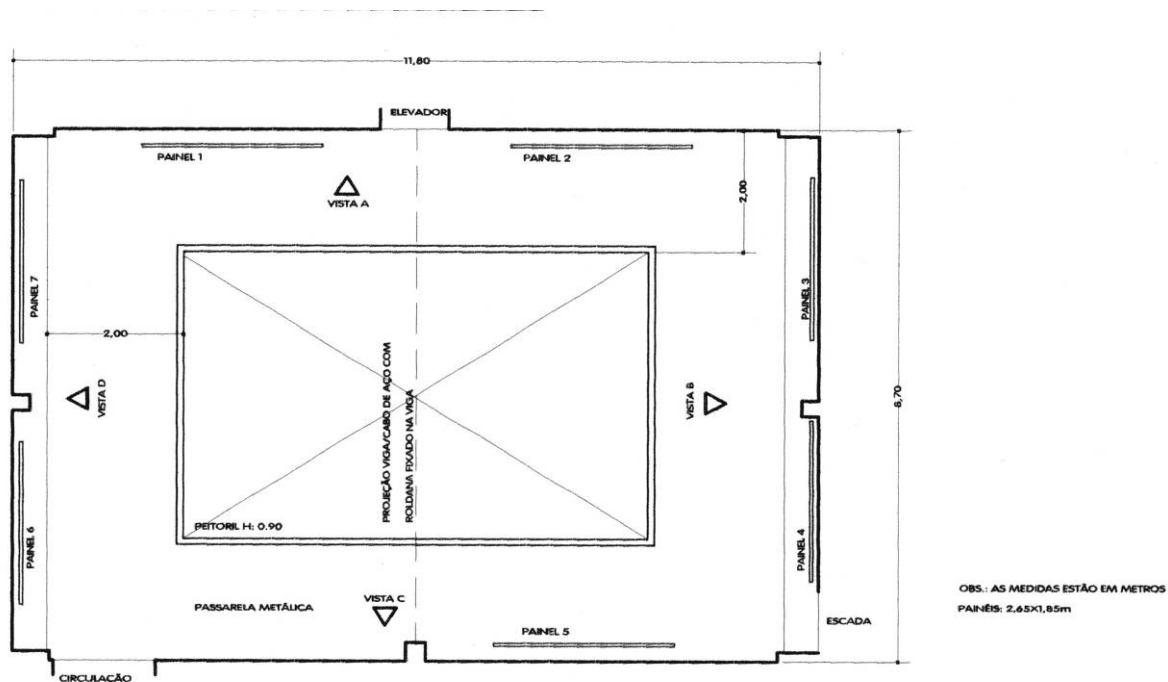 11,80
ELEVADOR
PAINEL 1
PAINEL 2
VISTA A
2,00
PAINEL 7
PAINEL 3
2,00
VISTA D
PROJEÇÃO VIGA/CABO DE AÇO COM
ROLDANA FIXADO NA VIGA
VISTA B
8,70
PEITORIL H: 0.90
PAINEL 6
PAINEL 4
PASSARELA METÁLICA
VISTA C
PAINEL 5
ESCADA
OBS.: AS MEDIDAS ESTÃO EM METROS
PAINÉIS: 2,65X1,85m
CIRCULAÇÃO